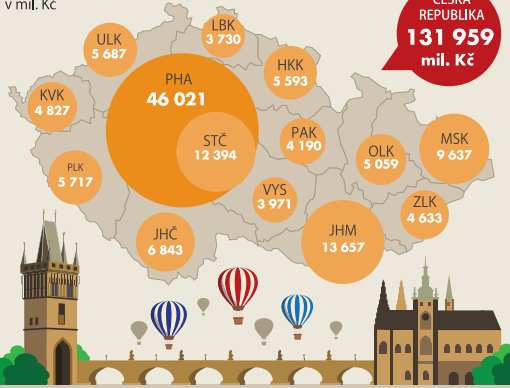 v mil. Kč
ČESKÁ
REPUBLIKA
131 959
mil. Kč
LBK
3 730
ULK
5 687
HKK
5 593
PHA
46 021
KVK
4 827
STČ
12 394
PAK
4 190
OLK
5 059
MSK
9 637
PLK
5 717
VYS
3 971
ZLK
4 633
JHČ
6 843
JHM
13 657